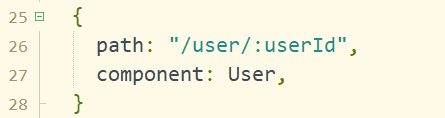 25 {
26 path: "/user/:userId",
27 component: User,
28 }